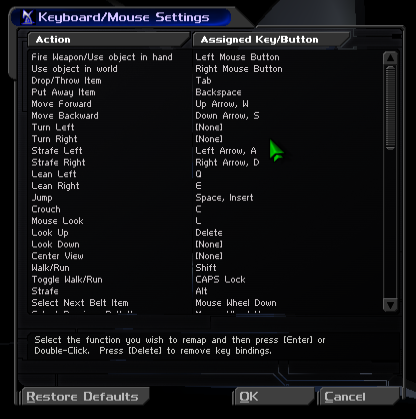 Keyboard/Mouse Settings
Action Assigned Key/Button
Fire Weapon/Use object in hand Left Mouse Button
Use object in world Right Mouse Button
Drop/Throw Item Tab
Put Away Item Backspace
Move Forward Up Arrow, W
Move Backward Down Arrow, S
Turn Left [None]
Turn Right [None]
Strafe Left Left Arrow, A
Strafe Right Right Arrow, D
Lean Left Q
Lean Right E
Jump Space, Insert
Crouch C
Mouse Look L
Look Up Delete
Look Down [None]
Center View [None]
Walk/Run Shift
Toggle Walk/Run CAPS Lock
Strafe Alt
Select Next Belt Item Mouse Wheel Down
Select the function you wish to remap and then press [Enter] or
Double-Click. Press [Delete] to remove key bindings.
Restore Defaults OK Cancel